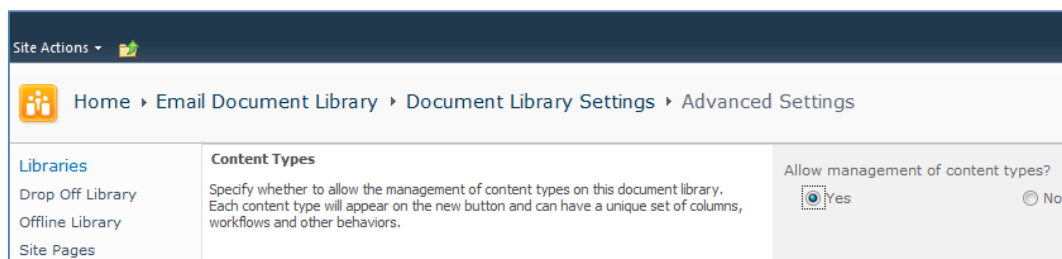 Site Actions
Home ▸ Email Document Library ▸ Document Library Settings ▸ Advanced Settings
Libraries
Drop Off Library
Offline Library
Site Pages
Content Types
Specify whether to allow the management of content types on this document library.
Each content type will appear on the new button and can have a unique set of columns,
workflows and other behaviors.
Allow management of content types?
Yes
No